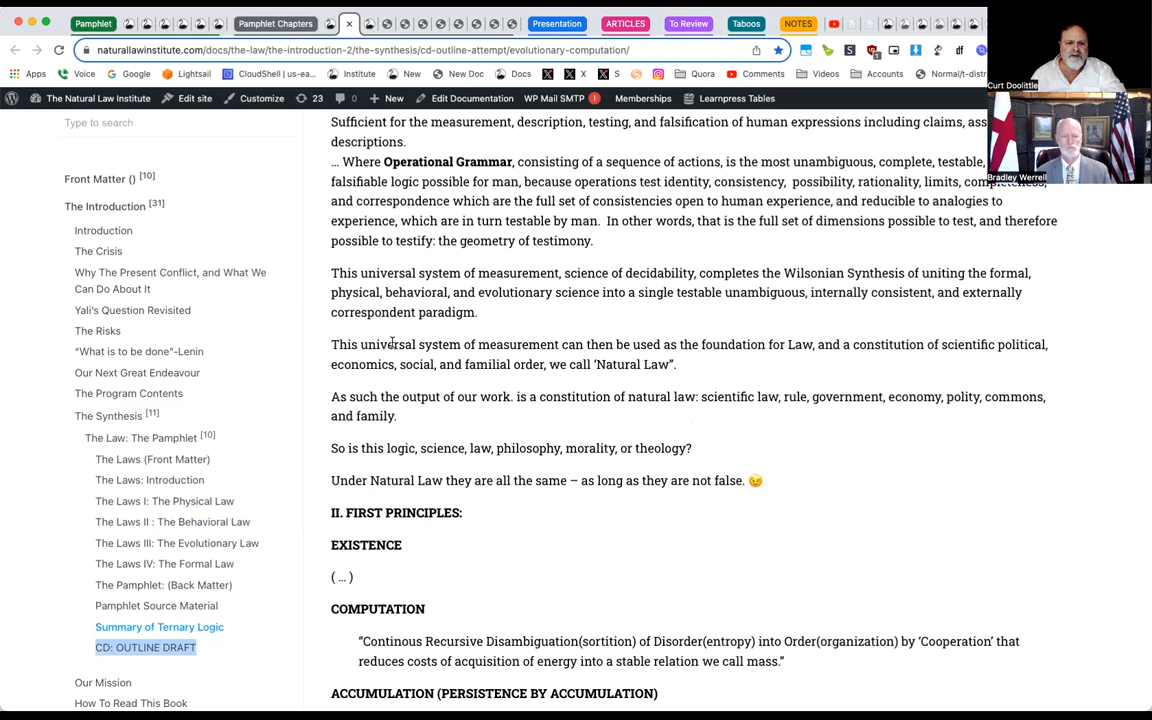 Pamphlet
Pamphlet Chapters
Presentation
ARTICLES
To Review
Taboos
NOTES
naturallawinstitute.com/docs/the-law/the-introduction-2/the-synthesis/cd-outline-attempt/evolutionary-computation/
Apps Voice Google Lightsail CloudShell | us-ea... Institute New New Doc Docs X S Quora Comments Videos Accounts Normal/t-distr
The Natural Law Institute Edit site Customize 23 0 New Edit Documentation WP Mail SMTP ! Memberships Learnpress Tables
Curt Doolittle
Bradley Werrell
Type to search
Front Matter () [10]
The Introduction [31]
Introduction
The Crisis
Why The Present Conflict, and What We
Can Do About It
Yali's Question Revisited
The Risks
“What is to be done”-Lenin
Our Next Great Endeavour
The Program Contents
The Synthesis [11]
The Law: The Pamphlet [10]
The Laws (Front Matter)
The Laws: Introduction
The Laws I: The Physical Law
The Laws II : The Behavioral Law
The Laws III: The Evolutionary Law
The Laws IV: The Formal Law
The Pamphlet: (Back Matter)
Pamphlet Source Material
Summary of Ternary Logic
CD: OUTLINE DRAFT
Our Mission
How To Read This Book
Sufficient for the measurement, description, testing, and falsification of human expressions including claims, ass
descriptions.
… Where Operational Grammar, consisting of a sequence of actions, is the most unambiguous, complete, testable,
falsifiable logic possible for man, because operations test identity, consistency, possibility, rationality, limits, completeness,
and correspondence which are the full set of consistencies open to human experience, and reducible to analogies to
experience, which are in turn testable by man. In other words, that is the full set of dimensions possible to test, and therefore
possible to testify: the geometry of testimony.
This universal system of measurement, science of decidability, completes the Wilsonian Synthesis of uniting the formal,
physical, behavioral, and evolutionary science into a single testable unambiguous, internally consistent, and externally
correspondent paradigm.
This universal system of measurement can then be used as the foundation for Law, and a constitution of scientific political,
economics, social, and familial order, we call ‘Natural Law”.
As such the output of our work. is a constitution of natural law: scientific law, rule, government, economy, polity, commons,
and family.
So is this logic, science, law, philosophy, morality, or theology?
Under Natural Law they are all the same – as long as they are not false. 😉
II. FIRST PRINCIPLES:
EXISTENCE
( … )
COMPUTATION
“Continous Recursive Disambiguation(sortition) of Disorder(entropy) into Order(organization) by ‘Cooperation’ that
reduces costs of acquisition of energy into a stable relation we call mass.”
ACCUMULATION (PERSISTENCE BY ACCUMULATION)